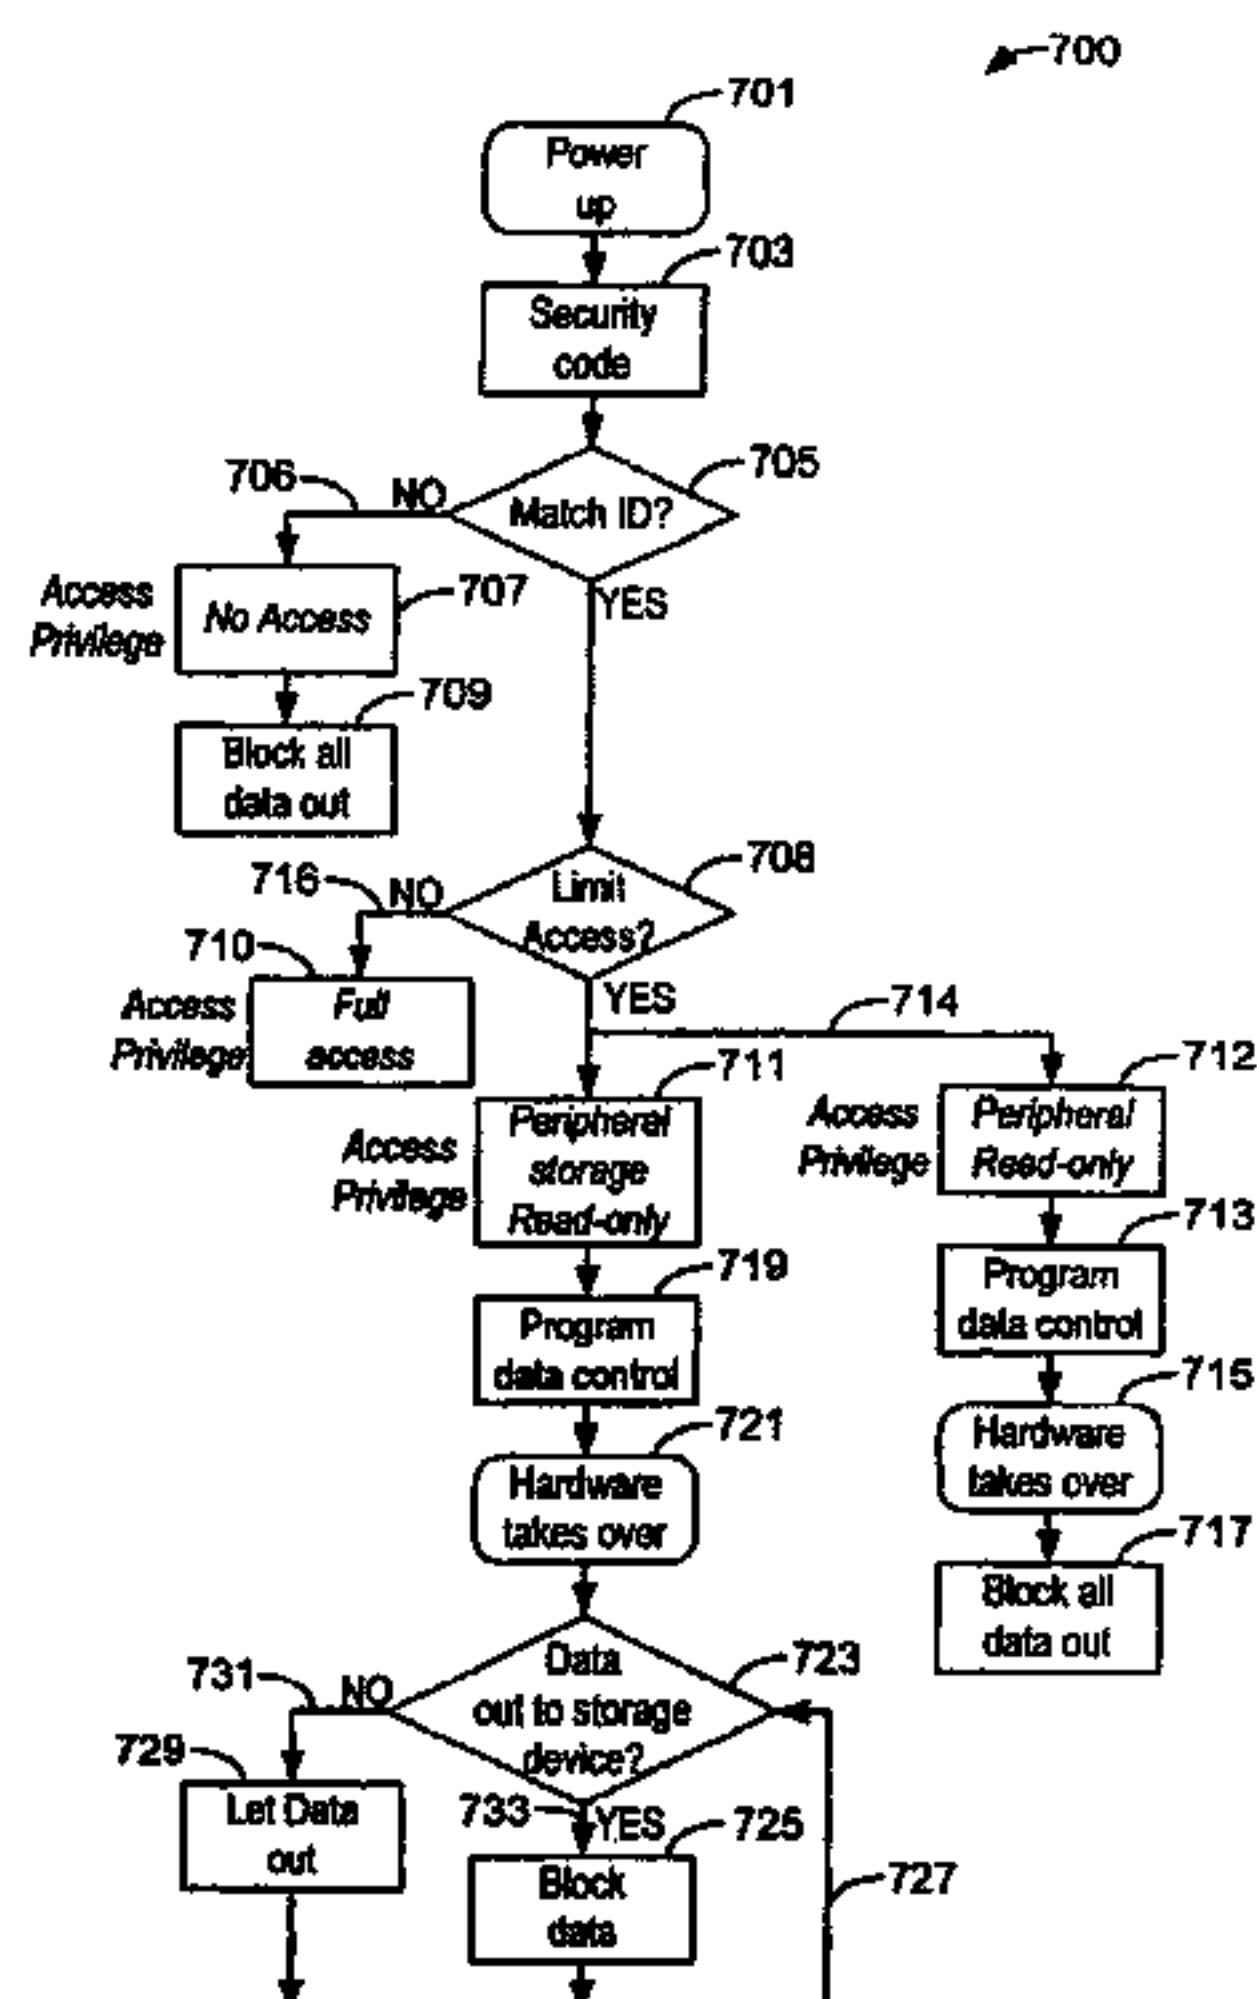 700
701
Power
up
703
Security
code
705
706
NO
Match ID?
YES
Access
Privilege
No Access
707
709
Block all
data out
708
716
NO
Limit
Access?
YES
710
Access
Privilege
Full
access
714
711
Access
Privilege
Peripheral
storage
Read-only
712
Access
Privilege
Peripheral
Read-only
719
Program
data control
713
Program
data control
721
Hardware
takes over
715
Hardware
takes over
717
Block all
data out
723
Data
out to storage
device?
731
NO
729
Let Data
out
733
YES
725
Block
data
727